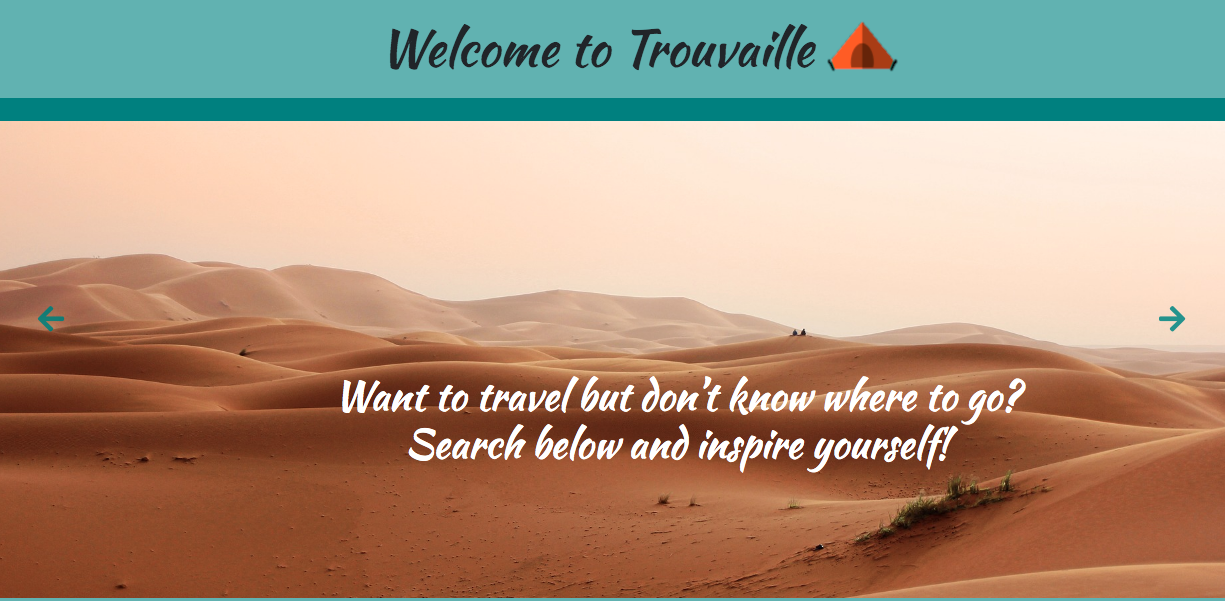 Welcome to Trouvaille
Want to travel but don't know where to go?
Search below and inspire yourself!